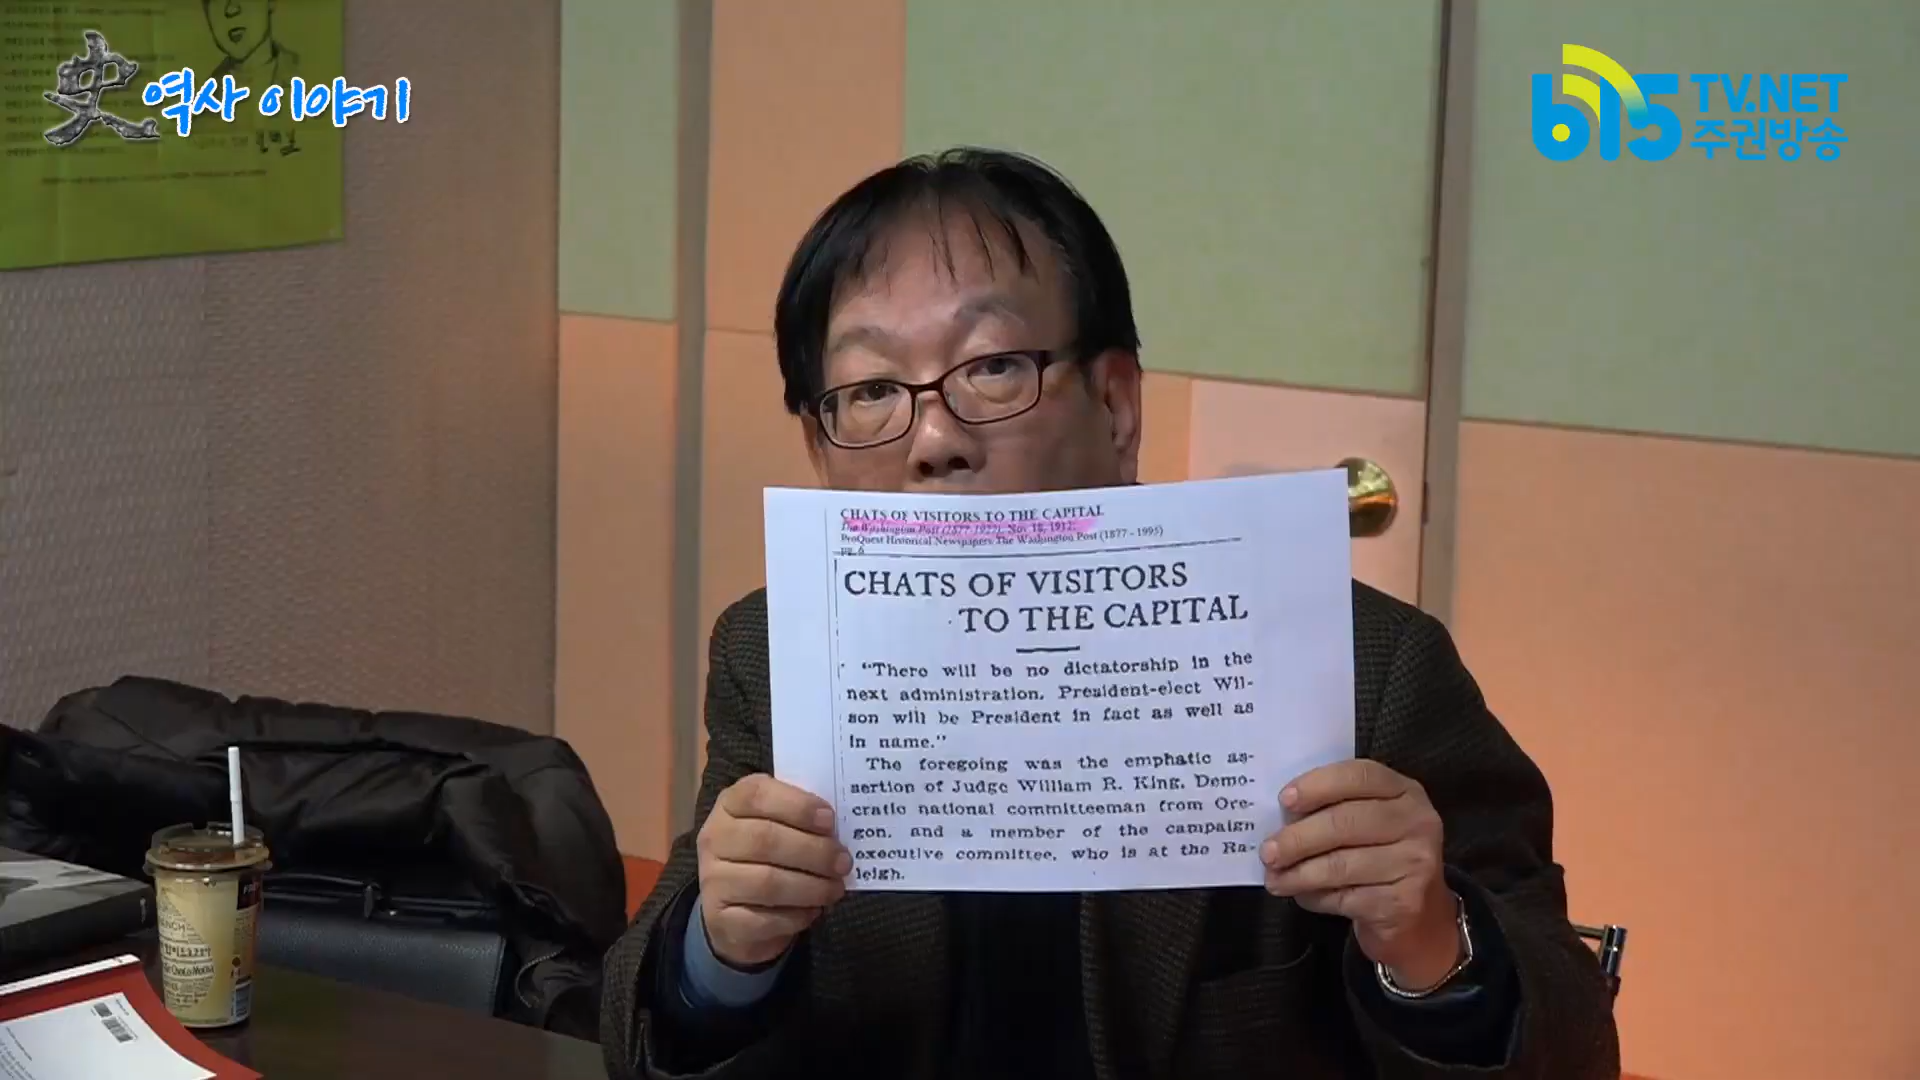 史 역사 이야기
615 TV.NET
주권방송
CHATS OF VISITORS TO THE CAPITAL
The Washington Post (1877-1922); Nov 18, 1912;
ProQuest Historical Newspapers: The Washington Post (1877 - 1995)
pg. 6
CHATS OF VISITORS
TO THE CAPITAL
"There will be no dictatorship in the
next administration. President-elect Wil-
son will be President in fact as well as
in name."
The foregoing was the emphatic as-
sertion of Judge William R. King, Demo-
cratic national committeeman from Ore-
gon, and a member of the campaign
executive committee, who is at the Ra-
leigh.